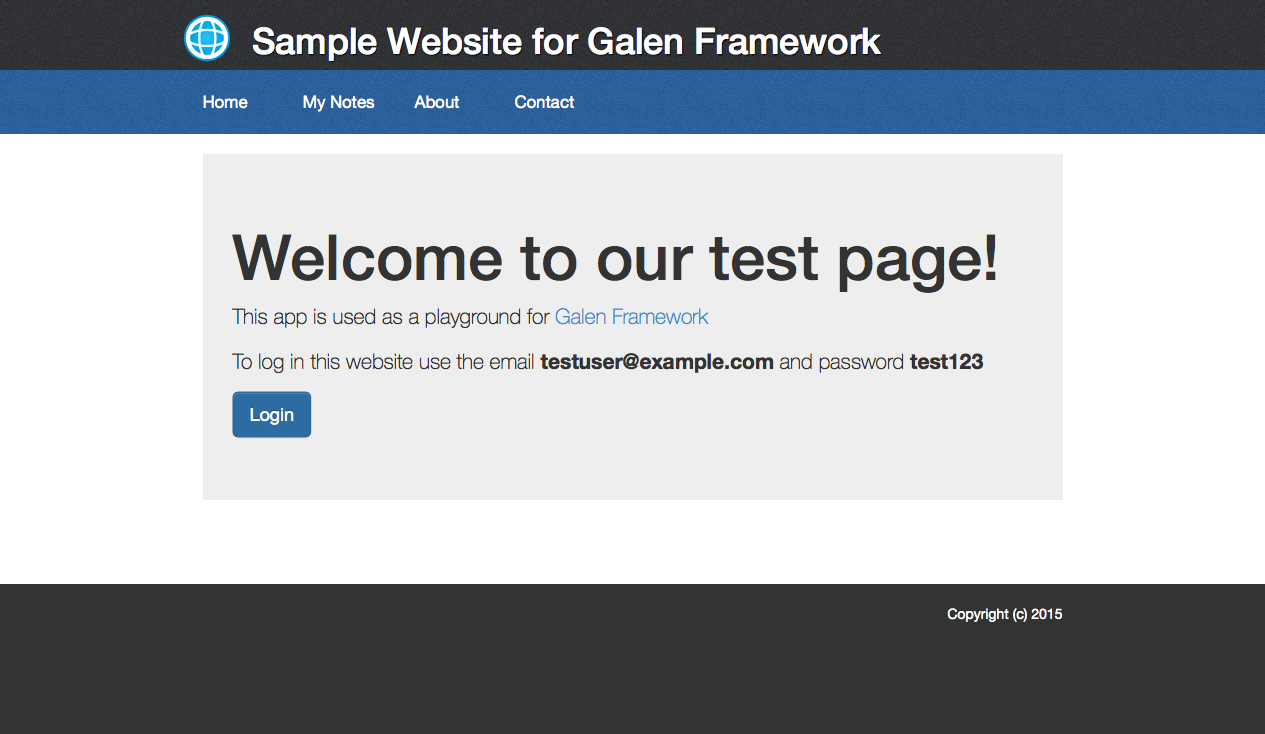 Sample Website for Galen Framework
Home My Notes About Contact
Welcome to our test page!
This app is used as a playground for Galen Framework
To log in this website use the email testuser@example.com and password test123
Login
Copyright (c) 2015